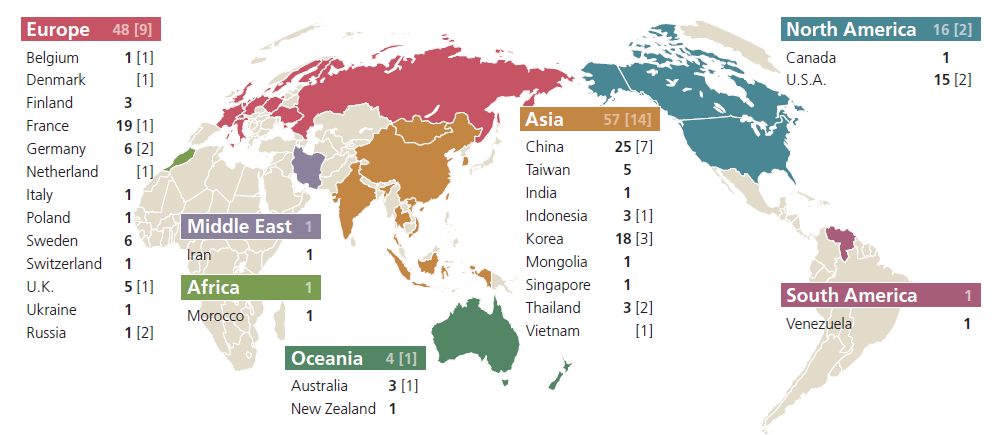 Europe 48 [9]
Belgium 1 [1]
Denmark [1]
Finland 3
France 19 [1]
Germany 6 [2]
Netherland [1]
Italy 1
Poland 1
Sweden 6
Switzerland 1
U.K. 5 [1]
Ukraine 1
Russia 1 [2]
Middle East 1
Iran 1
Africa 1
Morocco 1
Oceania 4 [1]
Australia 3 [1]
New Zealand 1
Asia 57 [14]
China 25 [7]
Taiwan 5
India 1
Indonesia 3 [1]
Korea 18 [3]
Mongolia 1
Singapore 1
Thailand 3 [2]
Vietnam [1]
North America 16 [2]
Canada 1
U.S.A. 15 [2]
South America 1
Venezuela 1